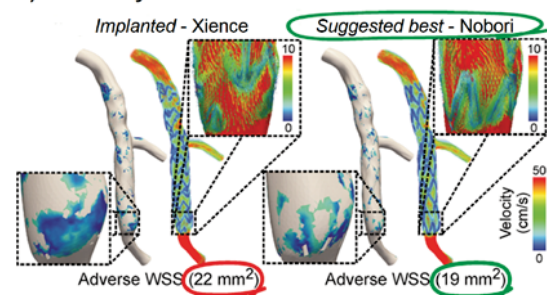 Implanted - Xience
Suggested best - Nobori
10
0
10
0
50
0
Velocity
(cm/s)
Adverse WSS (22 mm²)
Adverse WSS (19 mm²)